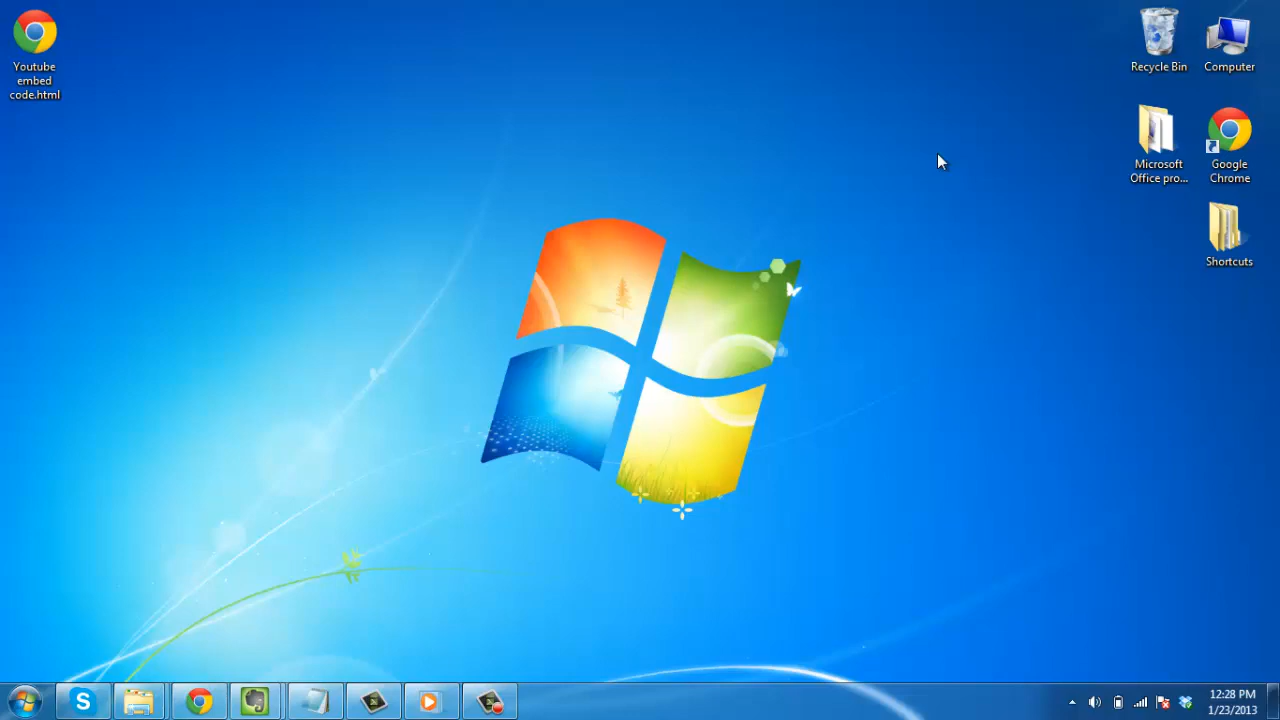 Youtube
embed
code.html
Recycle Bin
Computer
Microsoft
Office pro...
Google
Chrome
Shortcuts
12:28 PM
1/23/2013